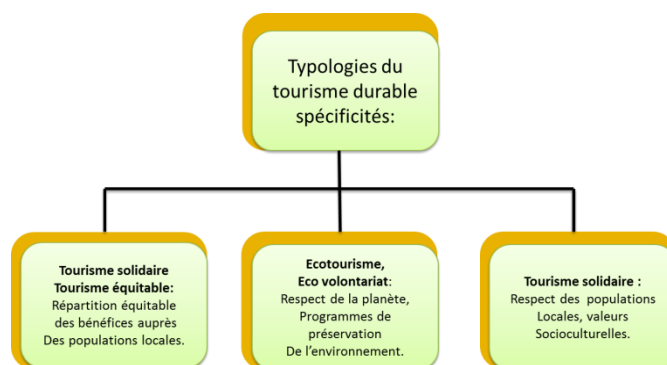 Typologies du
tourisme durable
spécificités:
Tourisme solidaire
Tourisme équitable:
Répartition équitable
des bénéfices auprès
Des populations locales.
Ecotourisme,
Eco volontariat:
Respect de la planète,
Programmes de
préservation
De l’environnement.
Tourisme solidaire :
Respect des populations
Locales, valeurs
Socioculturelles.